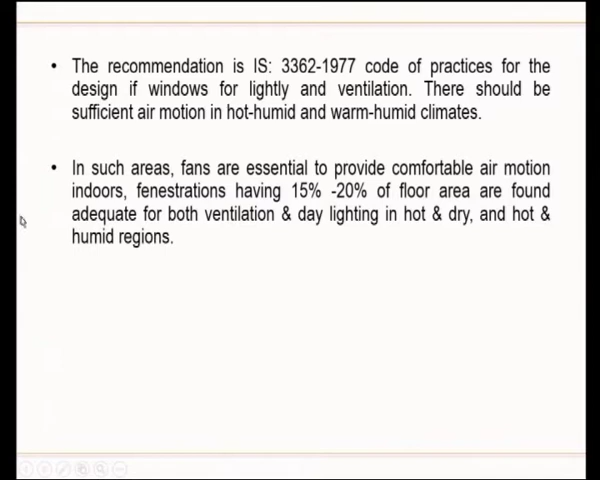 • The recommendation is IS: 3362-1977 code of practices for the
design if windows for lightly and ventilation. There should be
sufficient air motion in hot-humid and warm-humid climates.
• In such areas, fans are essential to provide comfortable air motion
indoors, fenestrations having 15% -20% of floor area are found
adequate for both ventilation & day lighting in hot & dry, and hot &
humid regions.